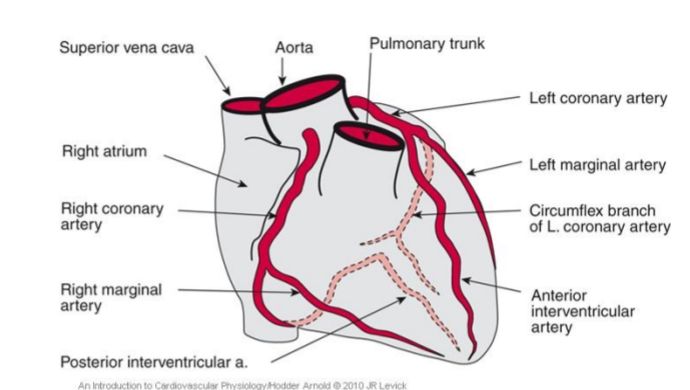 Superior vena cava
Aorta
Pulmonary trunk
Left coronary artery
Right atrium
Left marginal artery
Right coronary
artery
Circumflex branch
of L. coronary artery
Right marginal
artery
Anterior
interventricular
artery
Posterior interventricular a.
An Introduction to Cardiovascular Physiology/Hodder Arnold © 2010 JR Levick